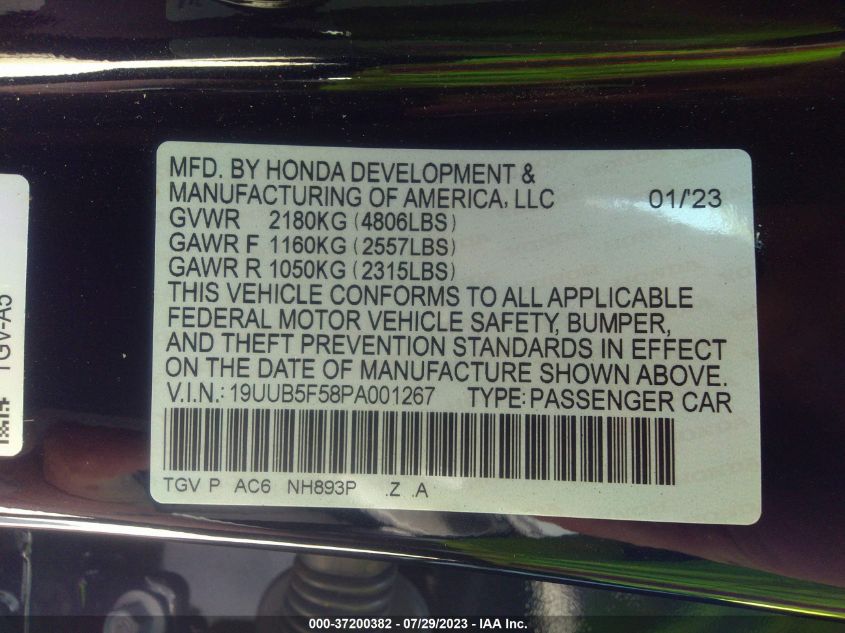 MFD. BY HONDA DEVELOPMENT &
MANUFACTURING OF AMERICA, LLC 01/'23
GVWR 2180KG (4806LBS)
GAWR F 1160KG (2557LBS)
GAWR R 1050KG (2315LBS)
THIS VEHICLE CONFORMS TO ALL APPLICABLE
FEDERAL MOTOR VEHICLE SAFETY, BUMPER,
AND THEFT PREVENTION STANDARDS IN EFFECT
ON THE DATE OF MANUFACTURE SHOWN ABOVE.
V.I.N.: 19UUB5F58PA001267 TYPE: PASSENGER CAR
TGV P AC6 NH893P .Z .A
TGV-A5
000-37200382 - 07/29/2023 - IAA Inc.